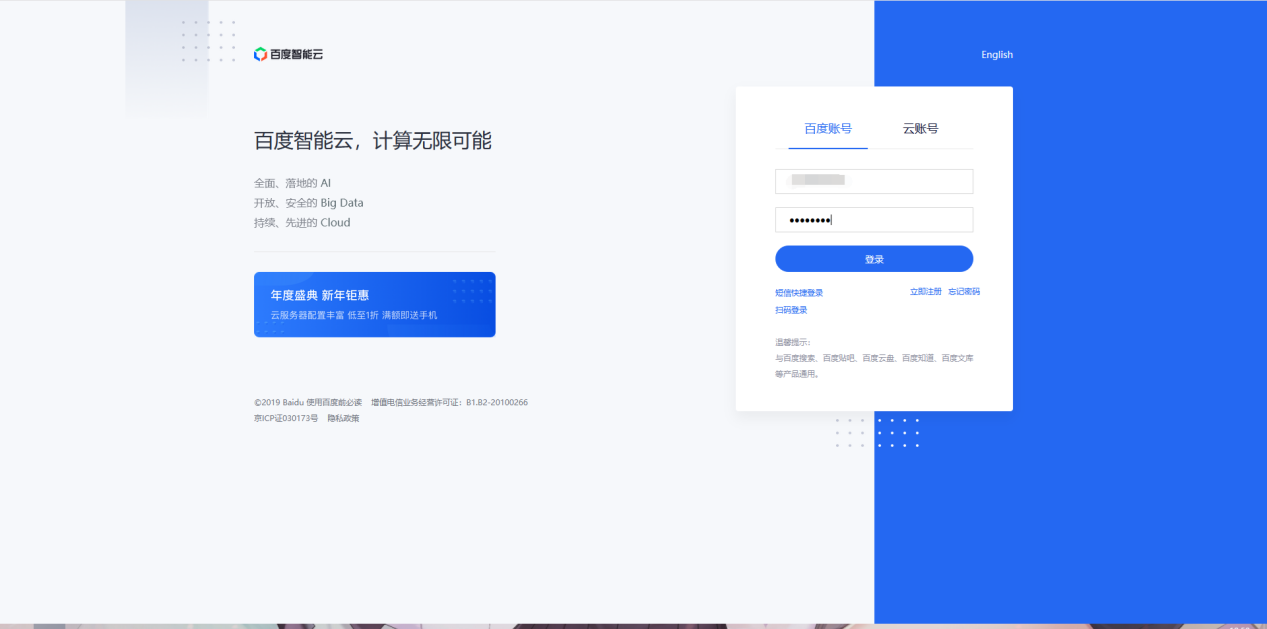 百度智能云
English
百度智能云，计算无限可能
全面、落地的 AI
开放、安全的 Big Data
持续、先进的 Cloud
年度盛典 新年钜惠
云服务器配置丰富 低至1折 满额即送手机
©2019 Baidu 使用百度前必读 增值电信业务经营许可证：B1.B2-20100266
京ICP证030173号 隐私政策
百度账号 云账号
登录
短信快捷登录 立即注册 忘记密码
扫码登录
温馨提示：
与百度搜索、百度贴吧、百度云盘、百度知道、百度文库
等产品通用。